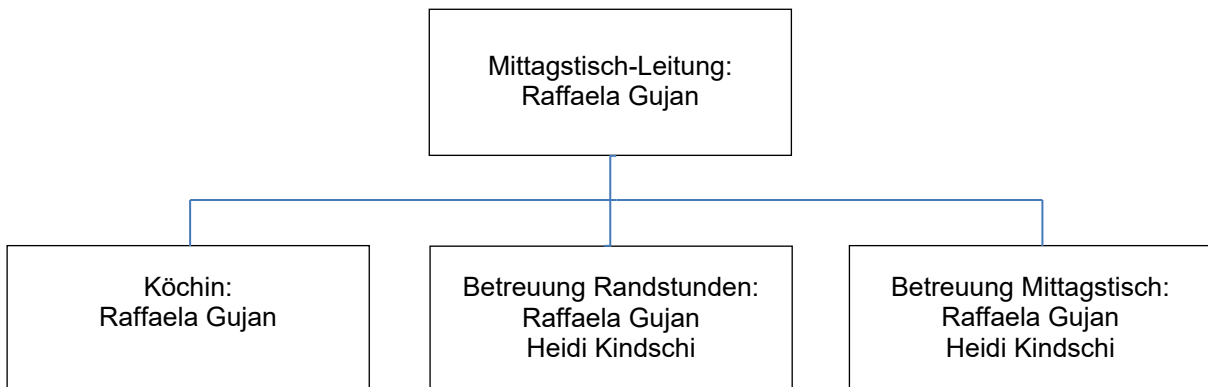 Mittagstisch-Leitung:
Raffaela Gujan
Köchin:
Raffaela Gujan
Betreuung Randstunden:
Raffaela Gujan
Heidi Kindschi
Betreuung Mittagstisch:
Raffaela Gujan
Heidi Kindschi